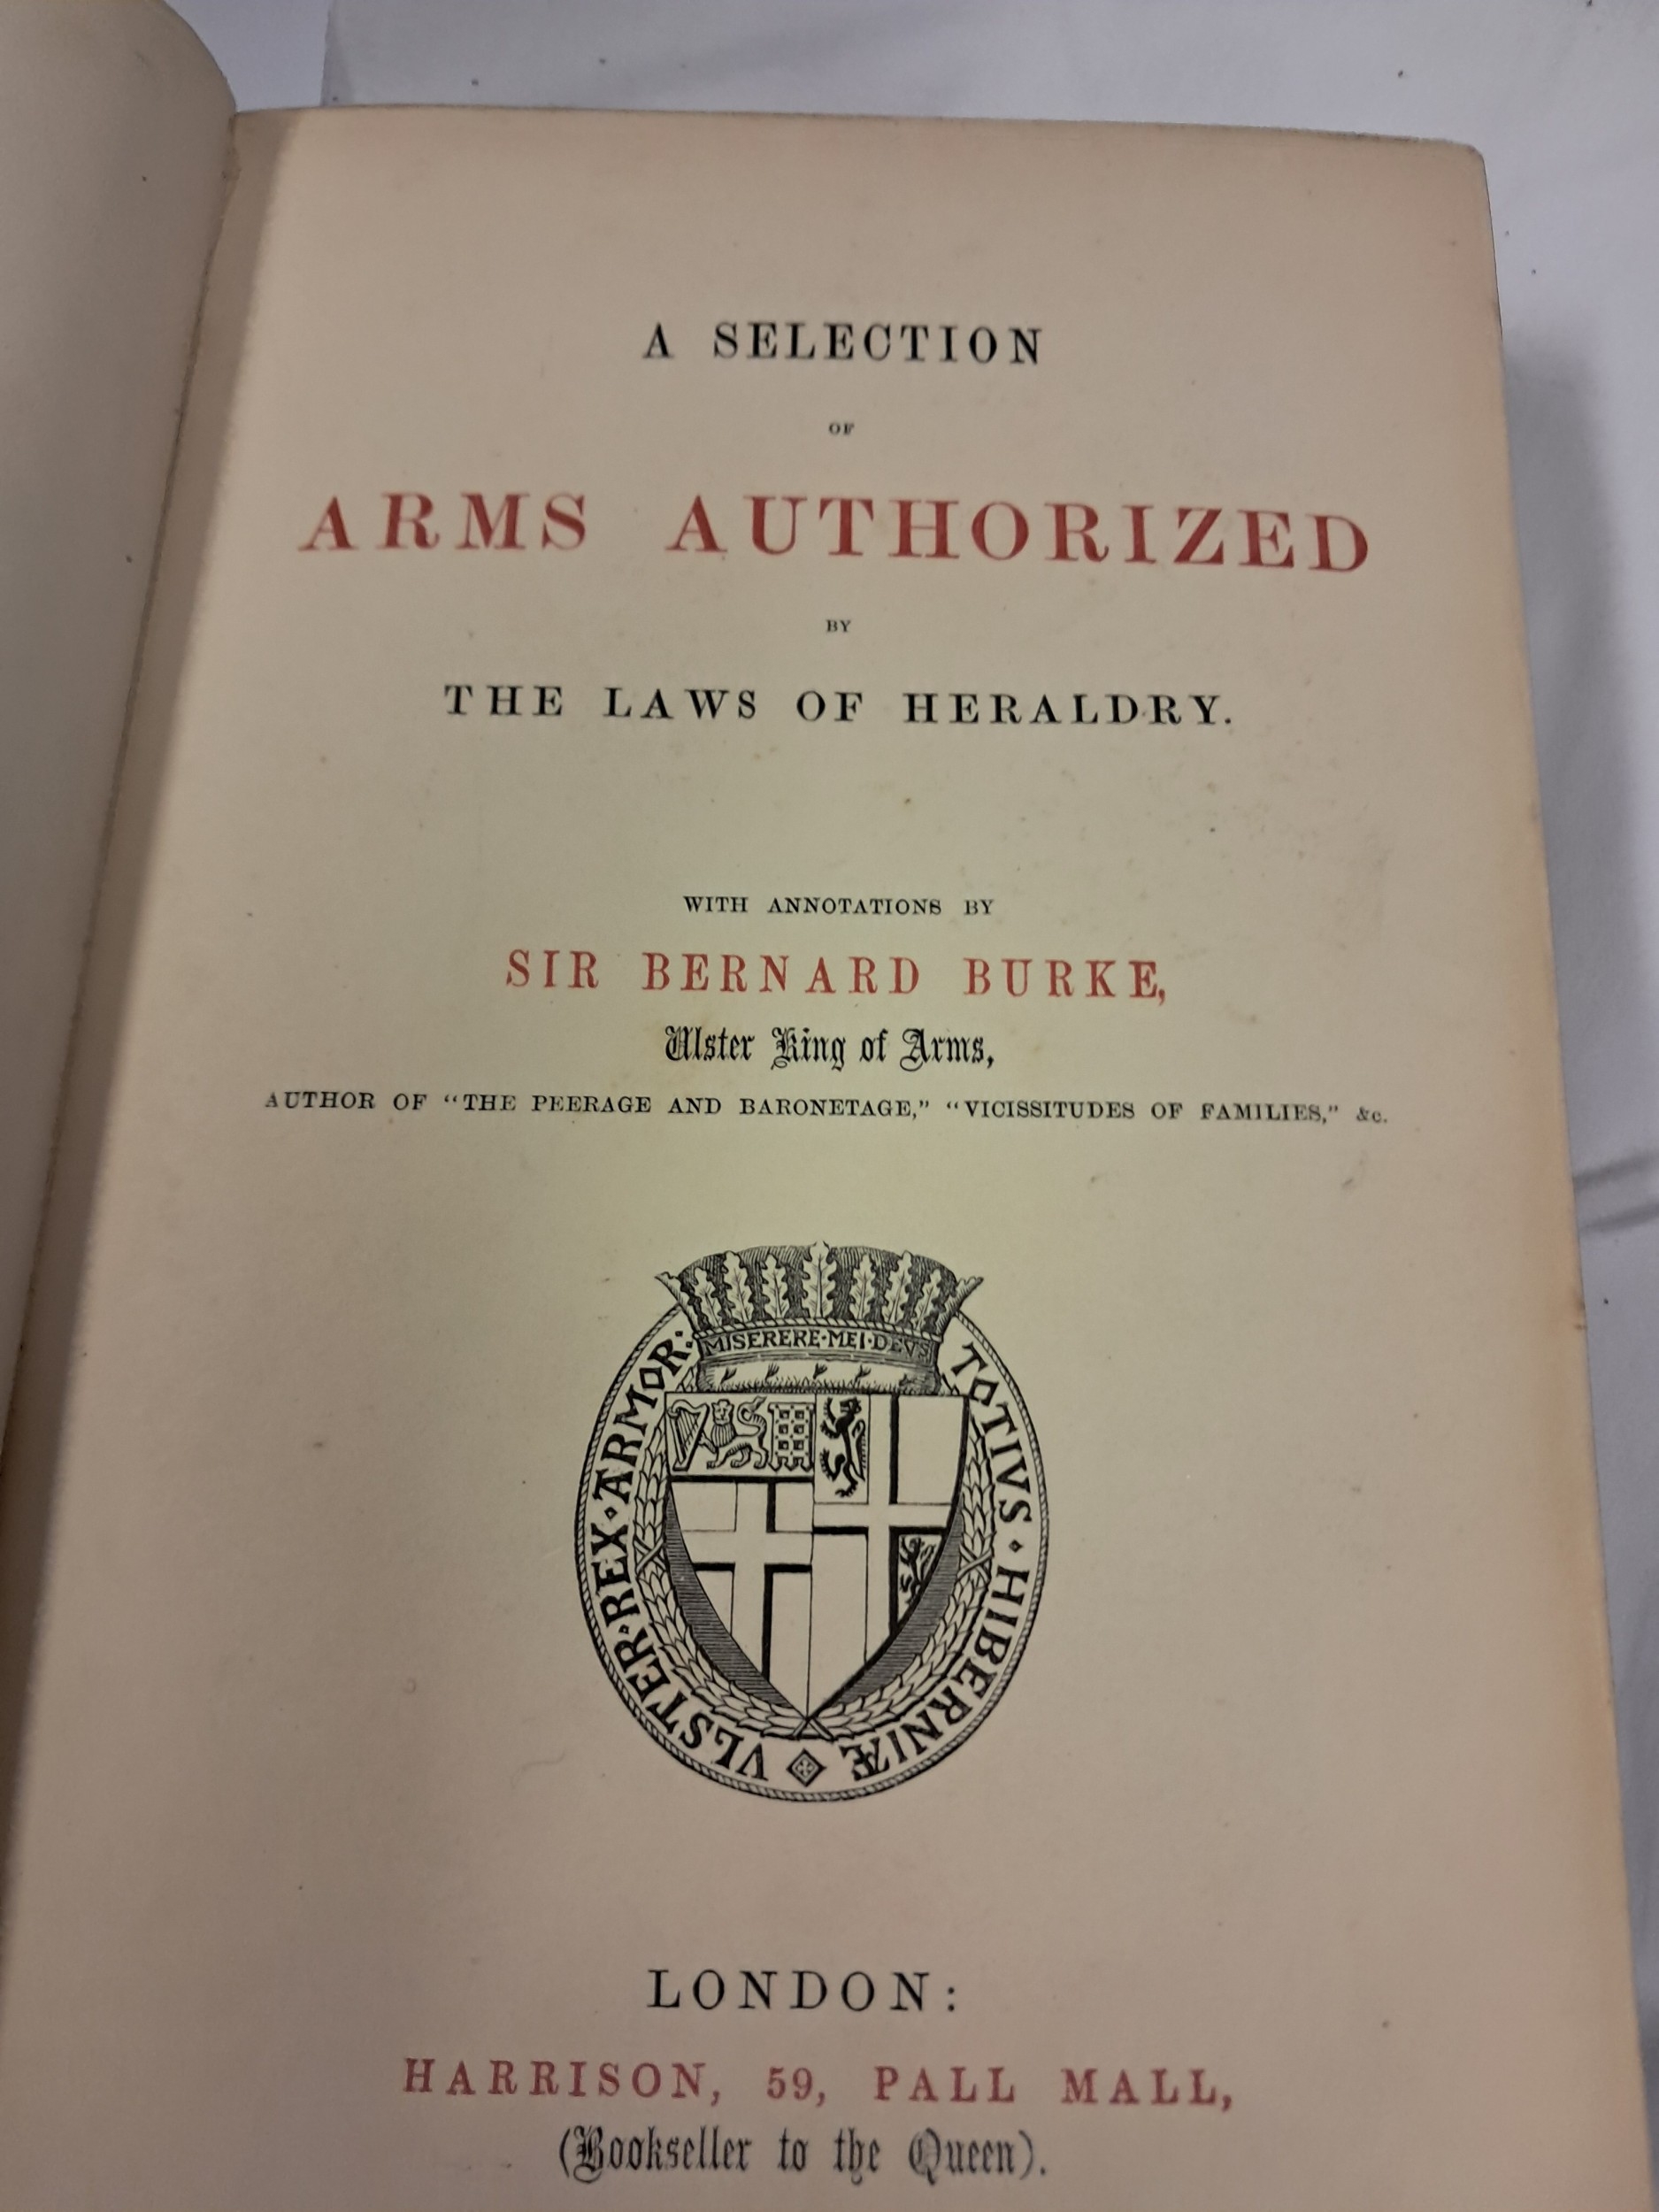 A SELECTION
OF
ARMS AUTHORIZED
BY
THE LAWS OF HERALDRY.
WITH ANNOTATIONS BY
SIR BERNARD BURKE,
Ulster King of Arms,
AUTHOR OF "THE PEERAGE AND BARONETAGE," "VICISSITUDES OF FAMILIES," &c.
MISERERE·MEI·DEVS
VLSTER·REX·ARMOR:
TOTIVS·HIBERNIÆ
LONDON:
HARRISON, 59, PALL MALL,
(Bookseller to the Queen).